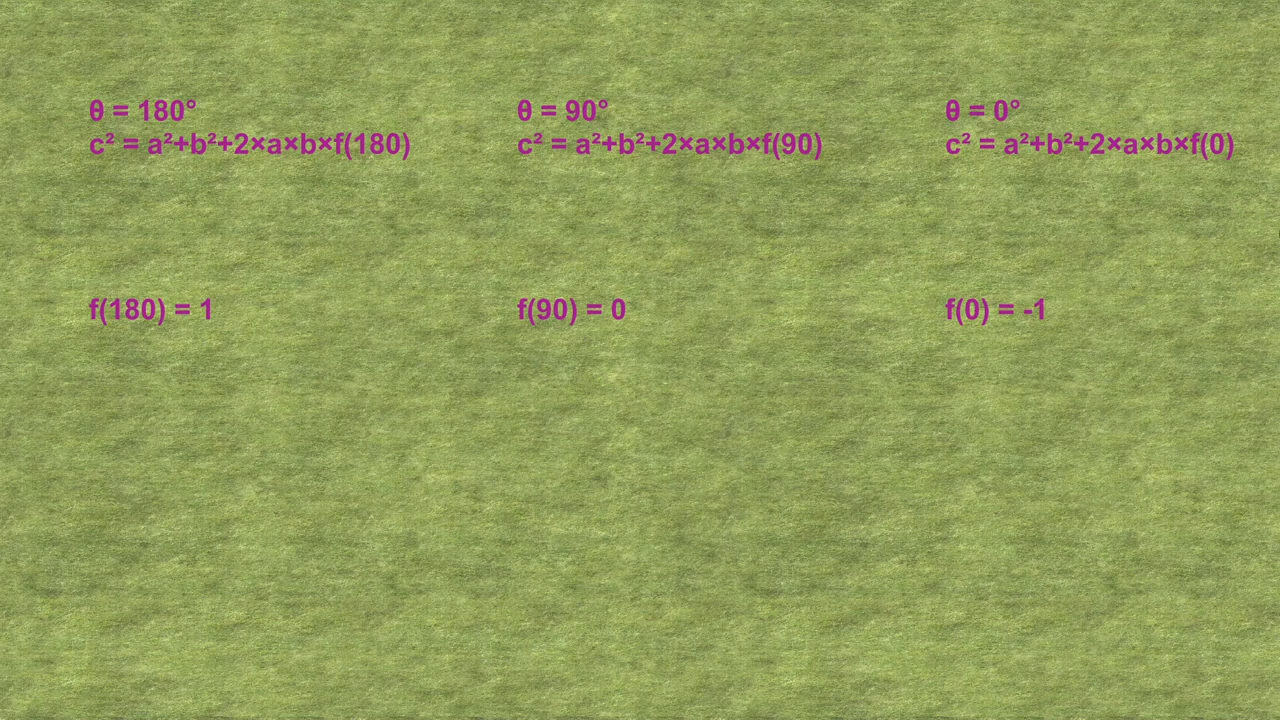 θ = 180°
c² = a²+b²+2×a×b×f(180)
f(180) = 1
θ = 90°
c² = a²+b²+2×a×b×f(90)
f(90) = 0
θ = 0°
c² = a²+b²+2×a×b×f(0)
f(0) = -1